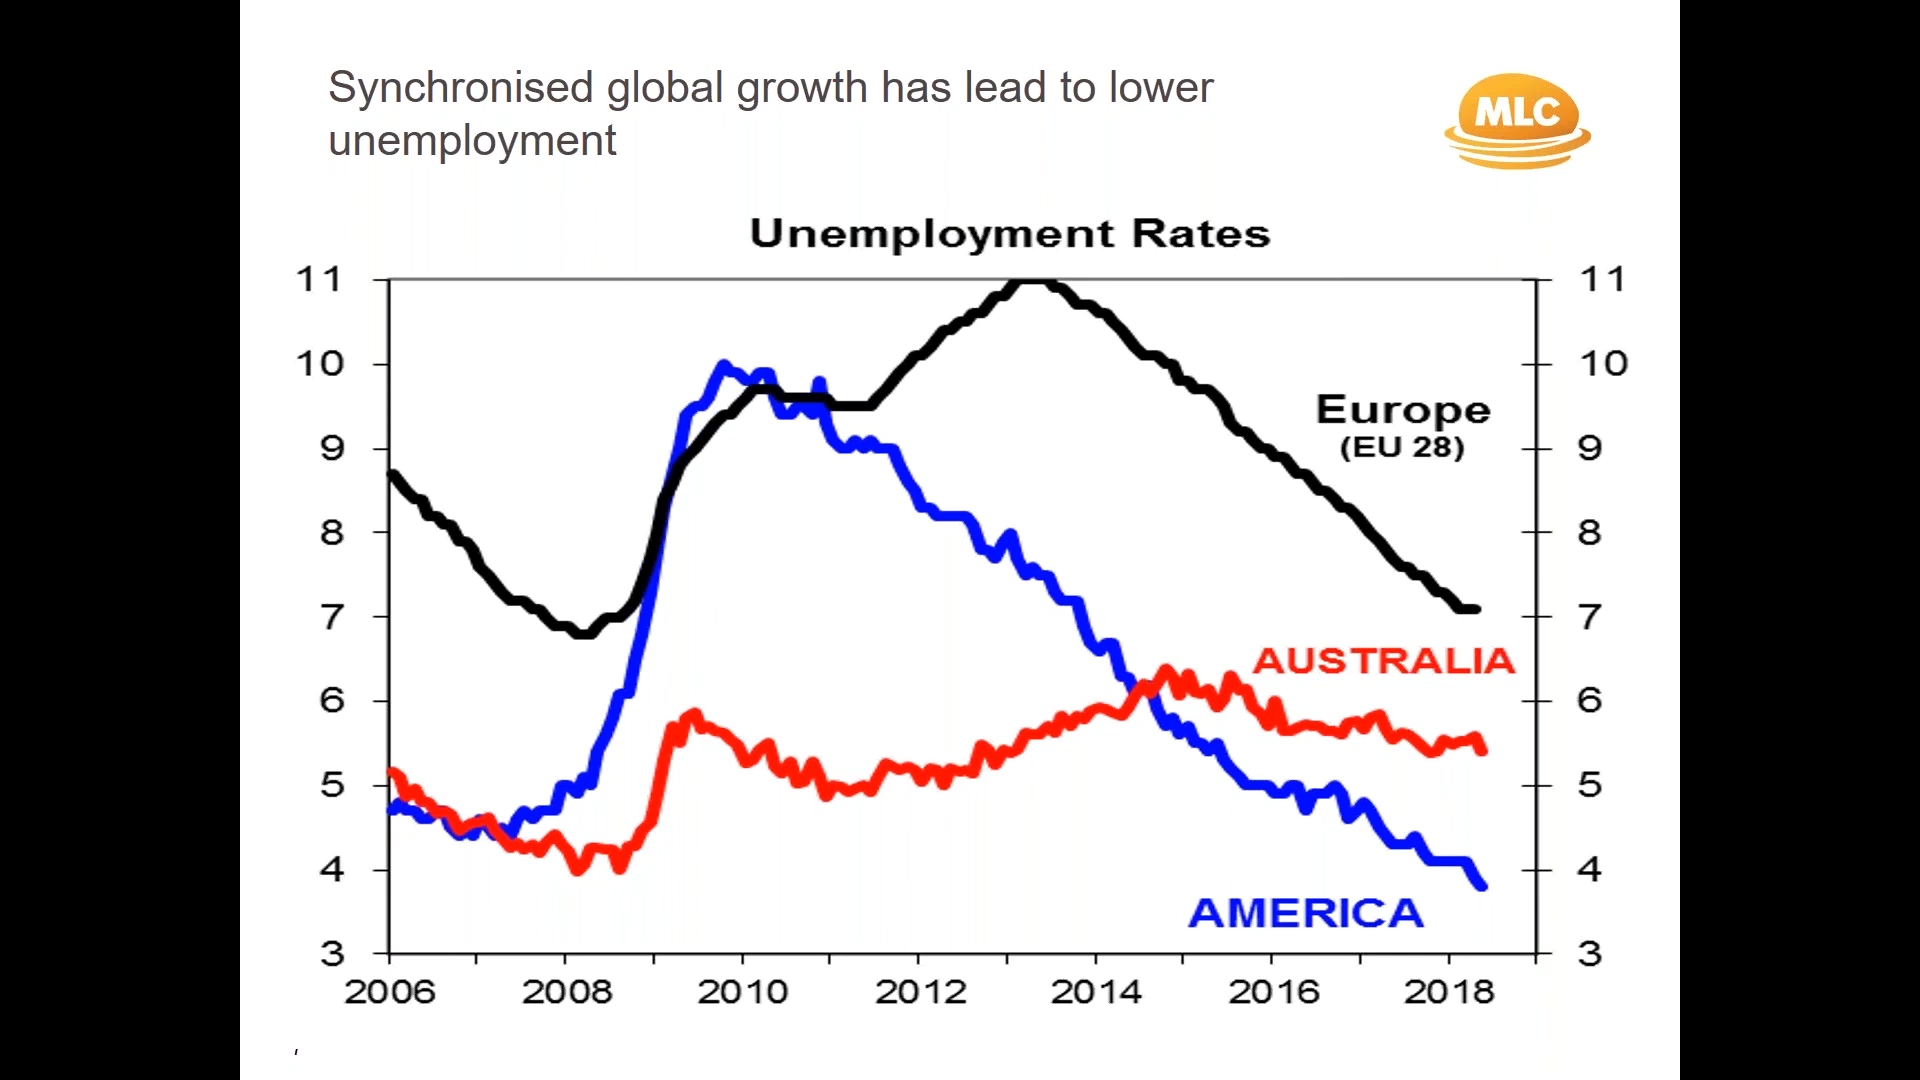 Synchronised global growth has lead to lower
unemployment
MLC
Unemployment Rates
11 11
10 10
Europe
(EU 28)
9 9
8 8
7 7
AUSTRALIA
6 6
5 5
4 4
AMERICA
3 3
2006 2008 2010 2012 2014 2016 2018